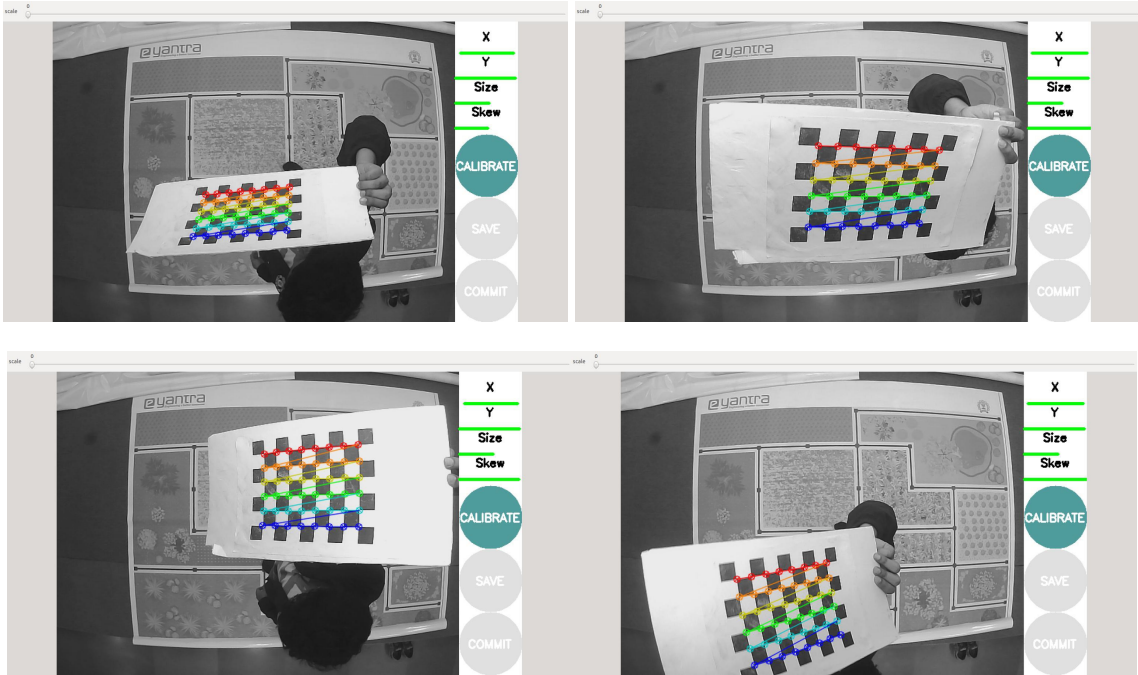 scale 0
eyantra
X
Y
Size
Skew
CALIBRATE
SAVE
COMMIT
scale 0
eyantra
X
Y
Size
Skew
CALIBRATE
SAVE
COMMIT
scale 0
eyantra
X
Y
Size
Skew
CALIBRATE
SAVE
COMMIT
scale 0
eyantra
X
Y
Size
Skew
CALIBRATE
SAVE
COMMIT